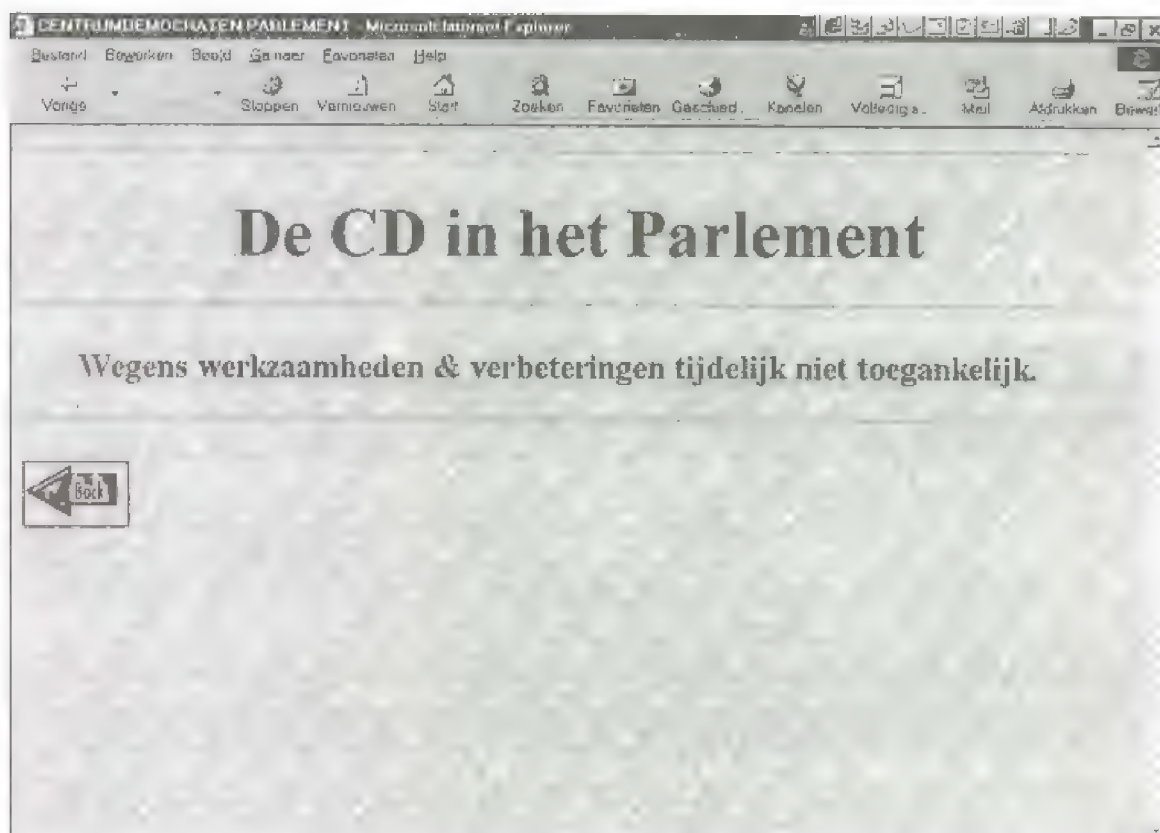 CENTRUMDEMOCRATEN PARLEMENT - Microsoft Internet Explorer
Bestand Bewerken Beeld Ga naar Favorieten Help
Vorige Stoppen Vernieuwen Start Zoeken Favorieten Geschied.. Kanalen Volledig s.. Mail Afdrukken Bewerk
De CD in het Parlement
Wegens werkzaamheden & verbeteringen tijdelijk niet toegankelijk.
Back